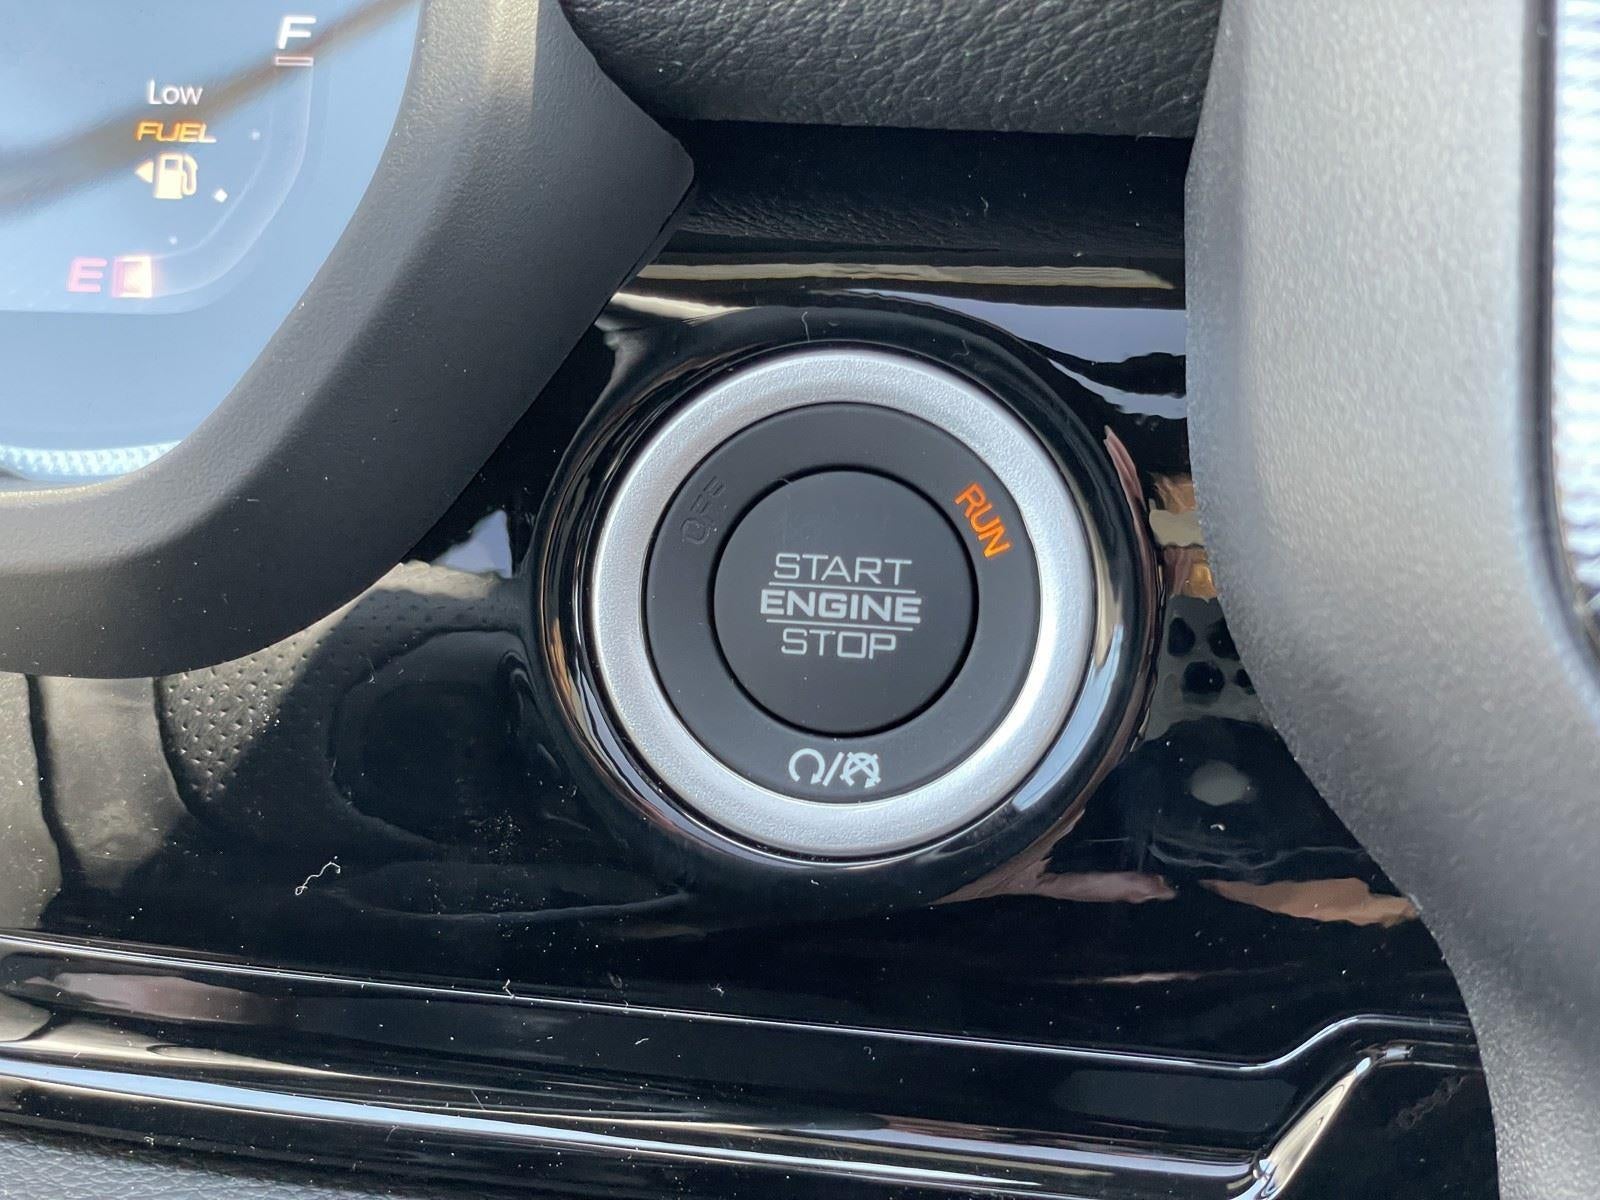 F
Low
FUEL
E
OFF
RUN
START
ENGINE
STOP